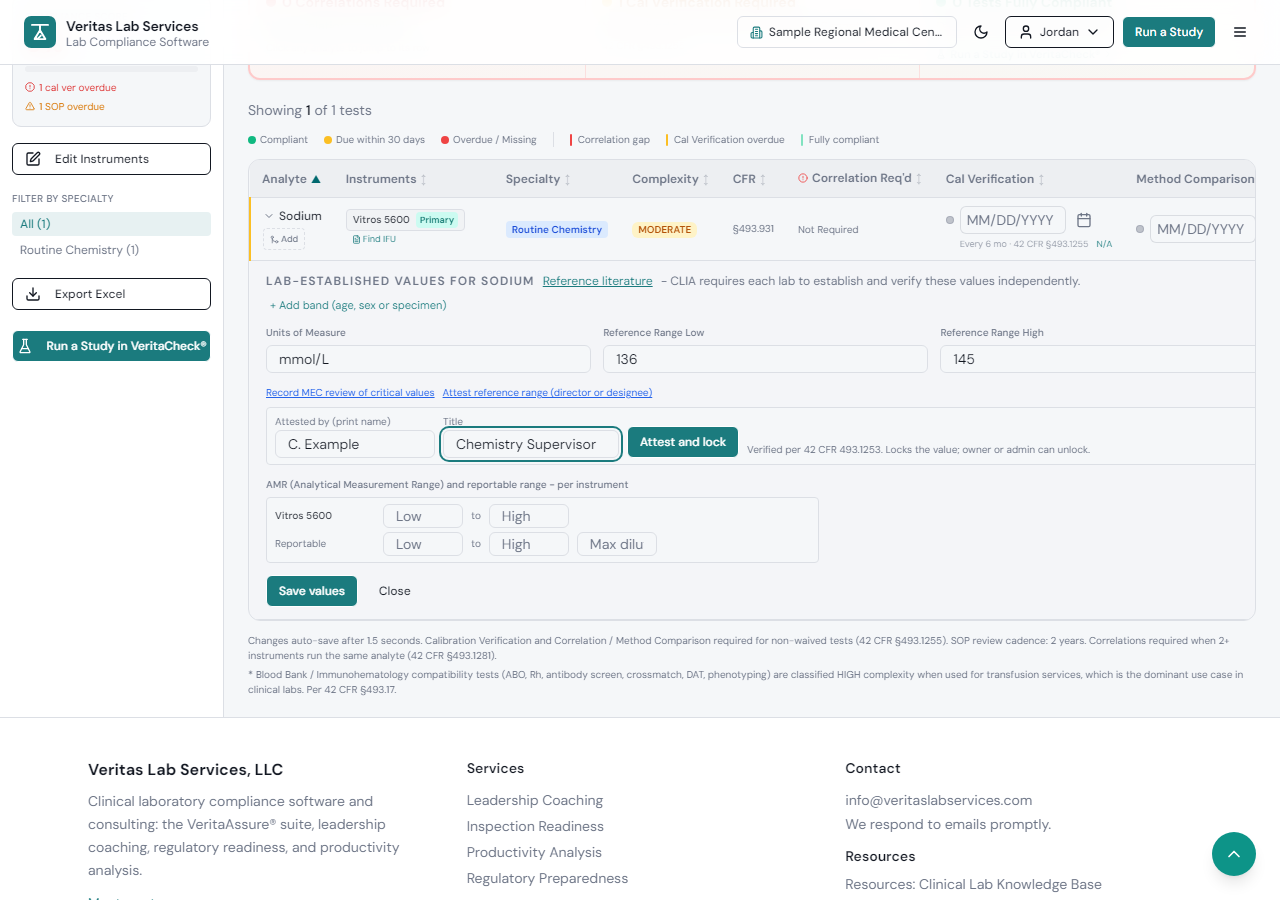 Veritas Lab Services
Lab Compliance Software
Sample Regional Medical Cen...
Jordan
Run a Study
1 cal ver overdue
1 SOP overdue
Edit Instruments
FILTER BY SPECIALTY
All (1)
Routine Chemistry (1)
Export Excel
Run a Study in VeritaCheck®
Showing 1 of 1 tests
Compliant
Due within 30 days
Overdue / Missing
Correlation gap
Cal Verification overdue
Fully compliant
Analyte
Instruments
Specialty
Complexity
CFR
Correlation Req'd
Cal Verification
Method Comparison
Sodium
Add
Vitros 5600 Primary
Find IFU
Routine Chemistry
MODERATE
§493.931
Not Required
MM/DD/YYYY
Every 6 mo · 42 CFR §493.1255 N/A
MM/DD/YYYY
LAB-ESTABLISHED VALUES FOR SODIUM Reference literature - CLIA requires each lab to establish and verify these values independently.
+ Add band (age, sex or specimen)
Units of Measure
Reference Range Low
Reference Range High
mmol/L
136
145
Record MEC review of critical values Attest reference range (director or designee)
Attested by (print name)
Title
C. Example
Chemistry Supervisor
Attest and lock
Verified per 42 CFR 493.1253. Locks the value; owner or admin can unlock.
AMR (Analytical Measurement Range) and reportable range - per instrument
Vitros 5600 Low to High
Reportable Low to High Max dilu
Save values
Close
Changes auto-save after 1.5 seconds. Calibration Verification and Correlation / Method Comparison required for non-waived tests (42 CFR §493.1255). SOP review cadence: 2 years. Correlations required when 2+
instruments run the same analyte (42 CFR §493.1281).
* Blood Bank / Immunohematology compatibility tests (ABO, Rh, antibody screen, crossmatch, DAT, phenotyping) are classified HIGH complexity when used for transfusion services, which is the dominant use case in
clinical labs. Per 42 CFR §493.17.
Veritas Lab Services, LLC
Clinical laboratory compliance software and
consulting: the VeritaAssure® suite, leadership
coaching, regulatory readiness, and productivity
analysis.
Services
Leadership Coaching
Inspection Readiness
Productivity Analysis
Regulatory Preparedness
Contact
info@veritaslabservices.com
We respond to emails promptly.
Resources
Resources: Clinical Lab Knowledge Base